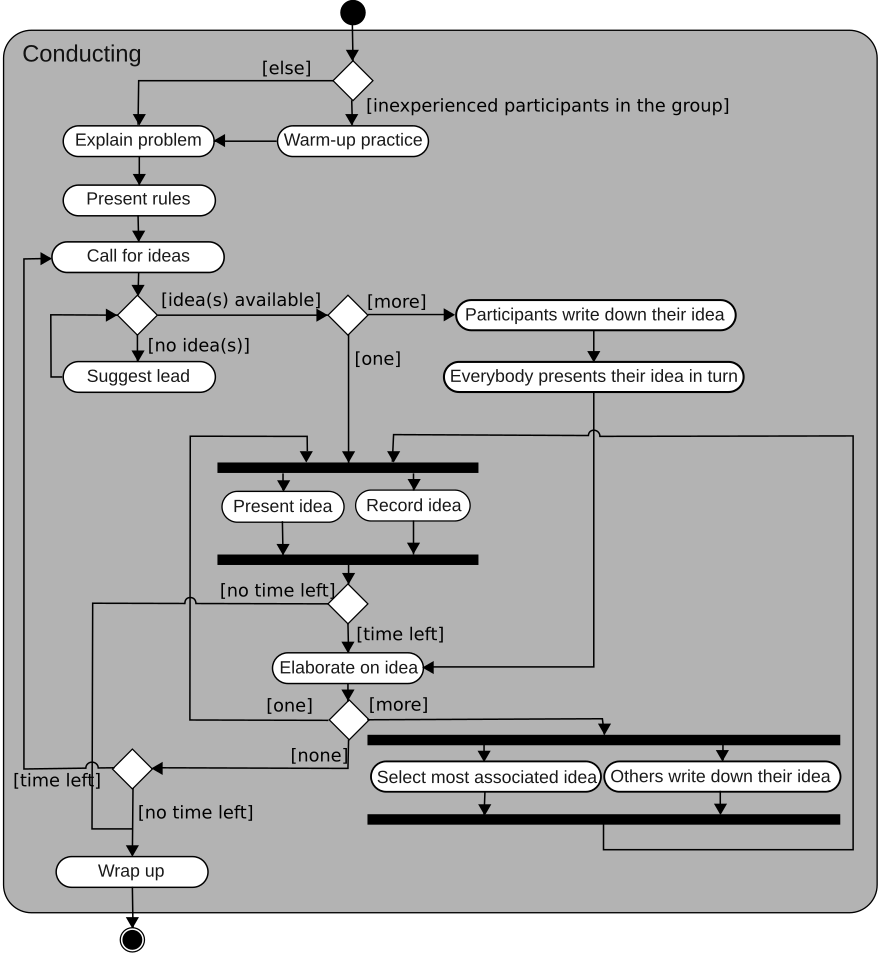 Conducting
[else]
[inexperienced participants in the group]
Explain problem
Warm-up practice
Present rules
Call for ideas
[idea(s) available]
[more]
Participants write down their idea
[no idea(s)]
[one]
Suggest lead
Everybody presents their idea in turn
Present idea
Record idea
[no time left]
[time left]
Elaborate on idea
[one]
[more]
[none]
[time left]
Select most associated idea
Others write down their idea
[no time left]
Wrap up